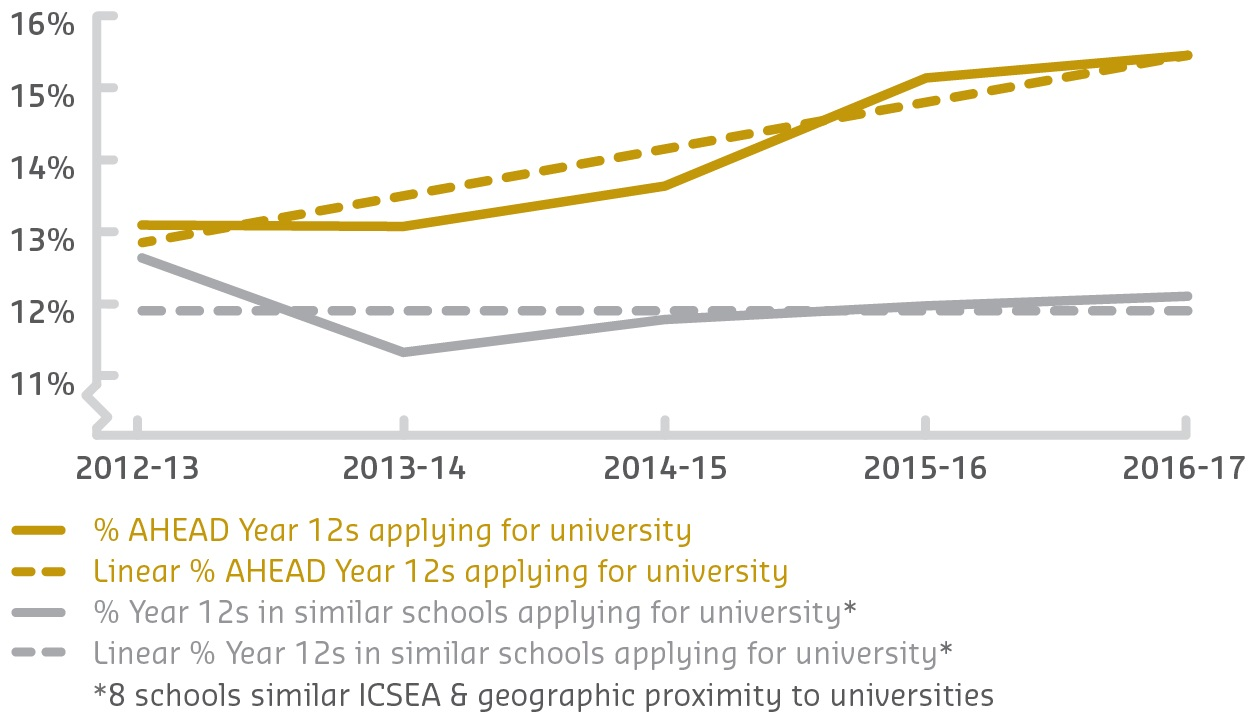 16%
15%
14%
13%
12%
11%
2012-13 2013-14 2014-15 2015-16 2016-17
% AHEAD Year 12s applying for university
Linear % AHEAD Year 12s applying for university
% Year 12s in similar schools applying for university*
Linear % Year 12s in similar schools applying for university*
*8 schools similar ICSEA & geographic proximity to universities